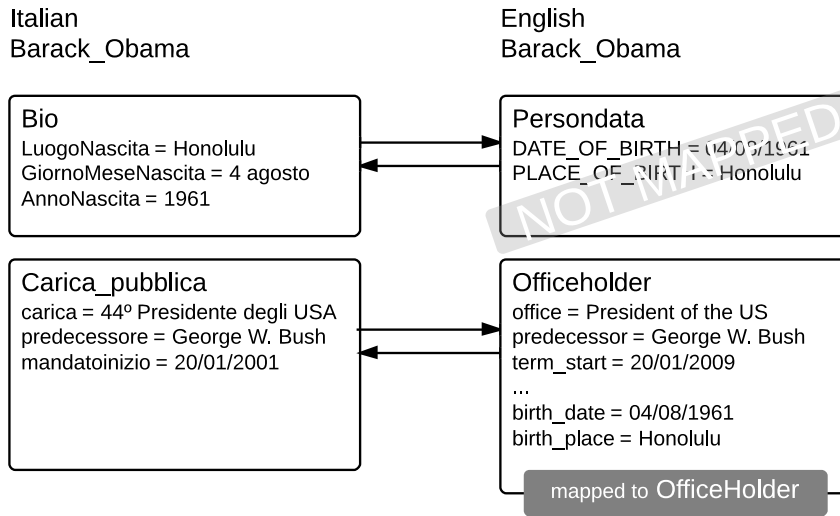 Italian
Barack_Obama
English
Barack_Obama
Bio
LuogoNascita = Honolulu
GiornoMeseNascita = 4 agosto
AnnoNascita = 1961
Persondata
DATE_OF_BIRTH = 04/08/1961
PLACE_OF_BIRTH = Honolulu
NOT MAPPED
Carica_pubblica
carica = 44º Presidente degli USA
predecessore = George W. Bush
mandatoinizio = 20/01/2001
Officeholder
office = President of the US
predecessor = George W. Bush
term_start = 20/01/2009
...
birth_date = 04/08/1961
birth_place = Honolulu
mapped to OfficeHolder